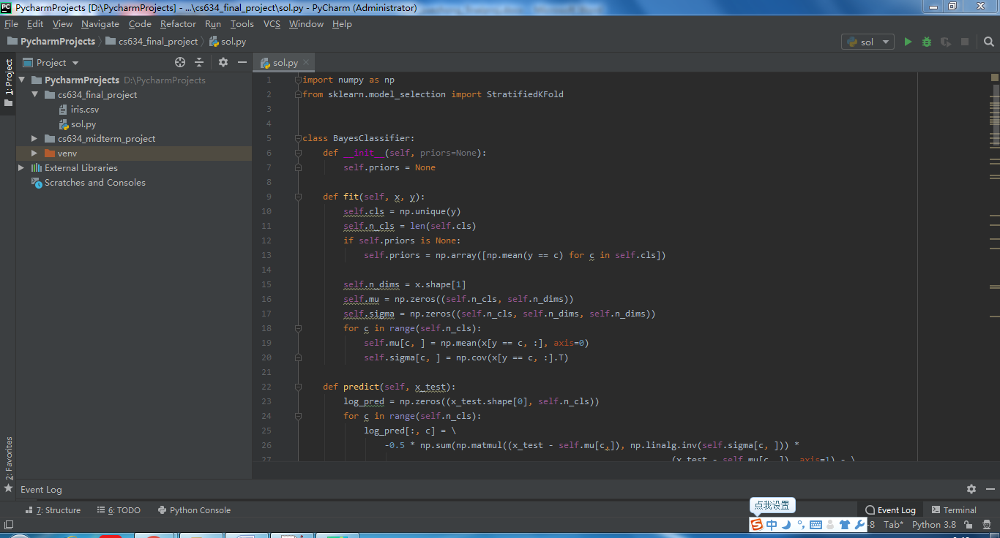 PycharmProjects [D:\PycharmProjects] - ...\cs634_final_project\sol.py - PyCharm (Administrator)
File Edit View Navigate Code Refactor Run Tools VCS Window Help
PycharmProjects cs634_final_project sol.py sol
Project
sol.py
1: Project
PycharmProjects D:\PycharmProjects
cs634_final_project
iris.csv
sol.py
cs634_midterm_project
venv
External Libraries
Scratches and Consoles
1 import numpy as np
2 from sklearn.model_selection import StratifiedKFold
3
4
5 class BayesClassifier:
6 def __init__(self, priors=None):
7 self.priors = None
8
9 def fit(self, x, y):
10 self.cls = np.unique(y)
11 self.n_cls = len(self.cls)
12 if self.priors is None:
13 self.priors = np.array([np.mean(y == c) for c in self.cls])
14
15 self.n_dims = x.shape[1]
16 self.mu = np.zeros((self.n_cls, self.n_dims))
17 self.sigma = np.zeros((self.n_cls, self.n_dims, self.n_dims))
18 for c in range(self.n_cls):
19 self.mu[c, ] = np.mean(x[y == c, :], axis=0)
20 self.sigma[c, ] = np.cov(x[y == c, :].T)
21
22 def predict(self, x_test):
23 log_pred = np.zeros((x_test.shape[0], self.n_cls))
24 for c in range(self.n_cls):
25 log_pred[:, c] = \
26 -0.5 * np.sum(np.matmul((x_test - self.mu[c,]), np.linalg.inv(self.sigma[c, ])) *
27 (x_test - self.mu[c, ]), axis=1) - \
2: Favorites
Event Log
7: Structure 6: TODO Python Console Event Log Terminal
点我设置
中 -8 Tab* Python 3.8